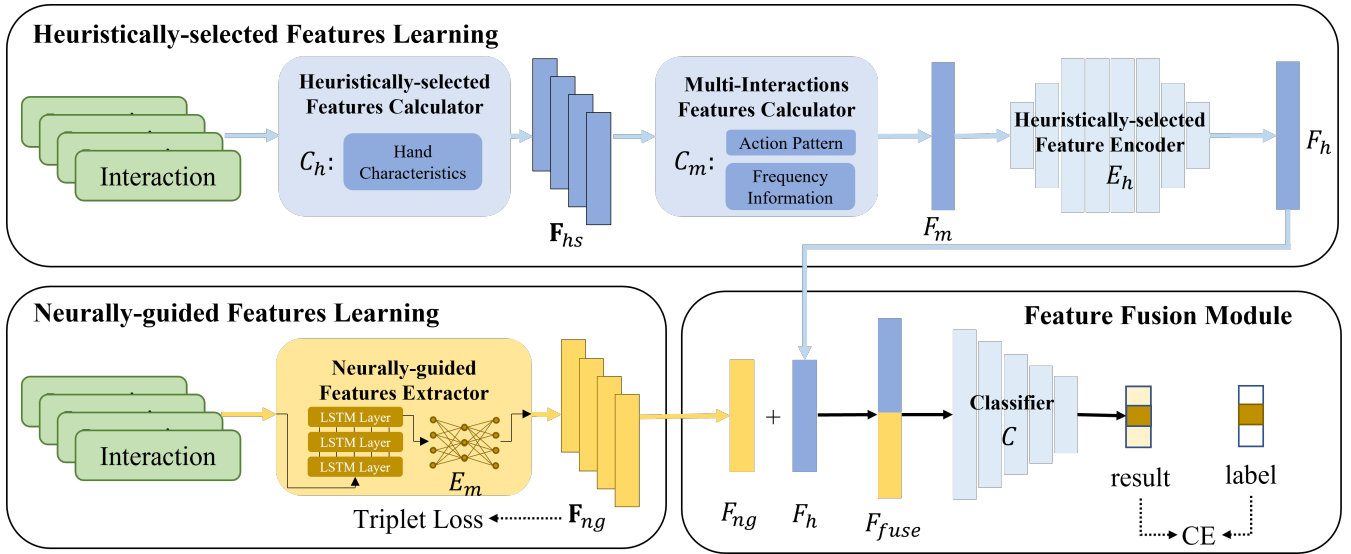 Heuristically-selected Features Learning
Interaction
Heuristically-selected
Features Calculator
C_h:
Hand
Characteristics
F_hs
Multi-Interactions
Features Calculator
C_m:
Action Pattern
Frequency
Information
F_m
Heuristically-selected
Feature Encoder
E_h
F_h
Neurally-guided Features Learning
Interaction
Neurally-guided
Features Extractor
LSTM Layer
LSTM Layer
LSTM Layer
E_m
Triplet Loss
F_ng
Feature Fusion Module
F_ng
+
F_h
F_fuse
Classifier
C
result
label
CE